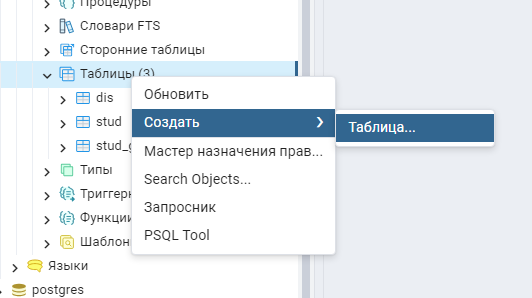 Процедуры
Словари FTS
Сторонние таблицы
Таблицы (3)
dis
Обновить
stud
Создать
Таблица...
stud_g
Мастер назначения прав...
Типы
Search Objects...
Триггерн
Запросник
Функции
PSQL Tool
Шаблон
Языки
postgres